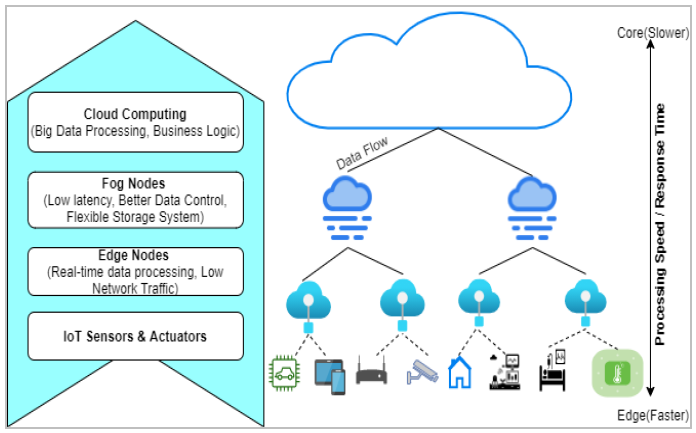 Core(Slower)
Cloud Computing
(Big Data Processing, Business Logic)
Data Flow
Fog Nodes
(Low latency, Better Data Control,
Flexible Storage System)
Processing Speed / Response Time
Edge Nodes
(Real-time data processing, Low
Network Traffic)
IoT Sensors & Actuators
Edge(Faster)